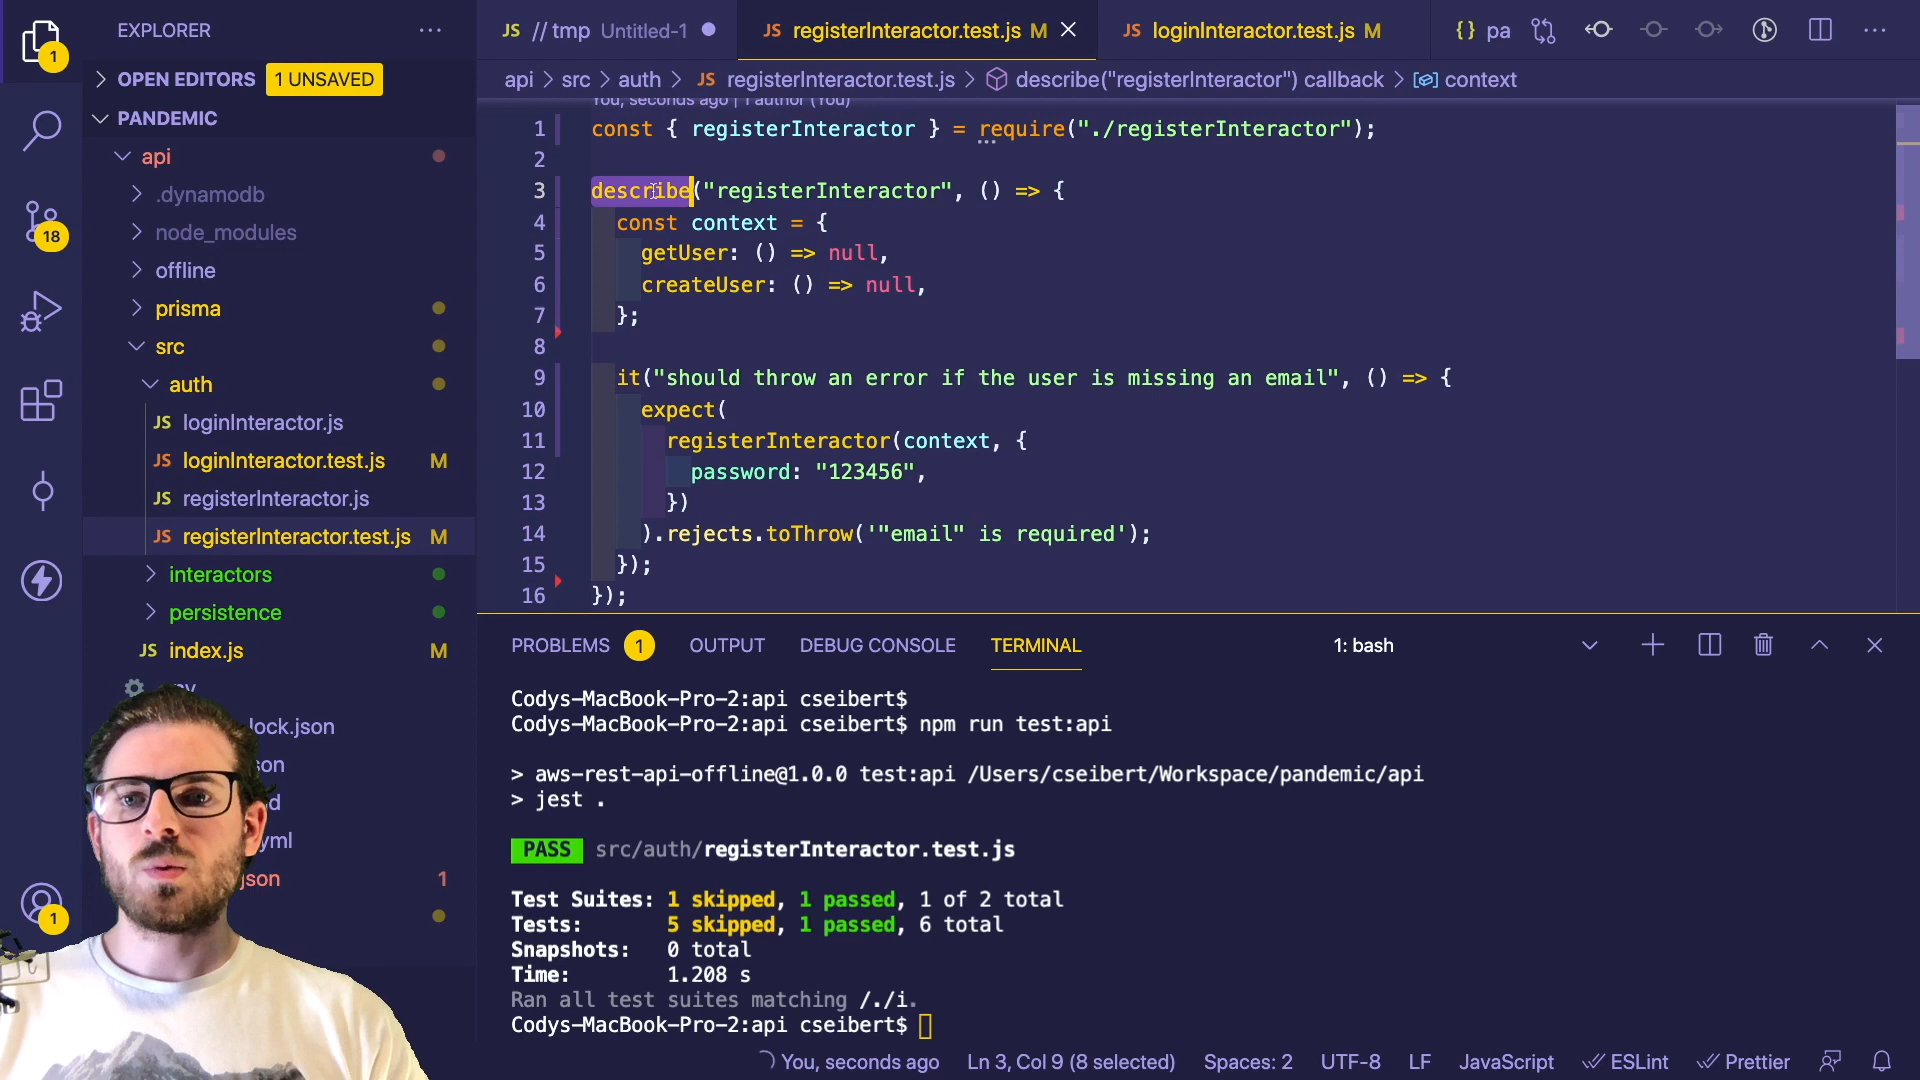 EXPLORER
1
OPEN EDITORS 1 UNSAVED
PANDEMIC
api
.dynamodb
node_modules
18
offline
prisma
src
auth
JS loginInteractor.js
JS loginInteractor.test.js M
JS registerInteractor.js
JS registerInteractor.test.js M
interactors
persistence
JS index.js M
lock.json
json 1
1
JS // tmp Untitled-1
JS registerInteractor.test.js M
JS loginInteractor.test.js M
{} pa
api > src > auth > JS registerInteractor.test.js > describe("registerInteractor") callback > context
You, seconds ago | 1 author (You)
1 const { registerInteractor } = require("./registerInteractor");
2
3 describe("registerInteractor", () => {
4 const context = {
5 getUser: () => null,
6 createUser: () => null,
7 };
8
9 it("should throw an error if the user is missing an email", () => {
10 expect(
11 registerInteractor(context, {
12 password: "123456",
13 })
14 ).rejects.toThrow('"email" is required');
15 });
16 });
PROBLEMS 1 OUTPUT DEBUG CONSOLE TERMINAL 1: bash
Codys-MacBook-Pro-2:api cseibert$
Codys-MacBook-Pro-2:api cseibert$ npm run test:api
> aws-rest-api-offline@1.0.0 test:api /Users/cseibert/Workspace/pandemic/api
> jest .
PASS src/auth/registerInteractor.test.js
Test Suites: 1 skipped, 1 passed, 1 of 2 total
Tests: 5 skipped, 1 passed, 6 total
Snapshots: 0 total
Time: 1.208 s
Ran all test suites matching /./i.
Codys-MacBook-Pro-2:api cseibert$
You, seconds ago Ln 3, Col 9 (8 selected) Spaces: 2 UTF-8 LF JavaScript ESLint Prettier